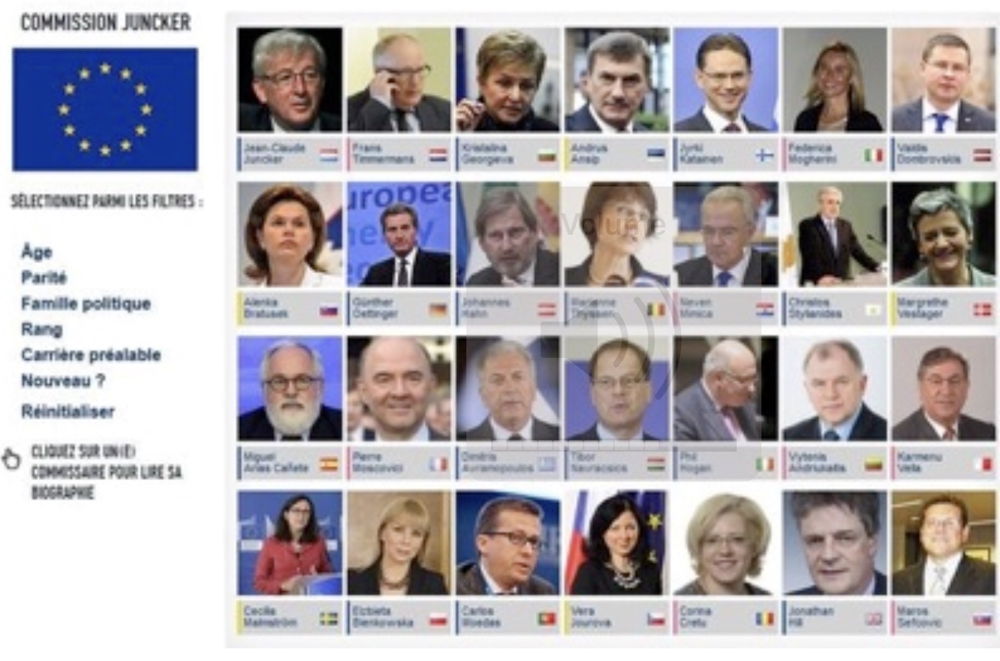 COMMISSION JUNCKER
SÉLECTIONNEZ PARMI LES FILTRES :
Âge
Parité
Famille politique
Rang
Carrière préalable
Nouveau ?
Réinitialiser
CLIQUEZ SUR UN(E)
COMMISSAIRE POUR LIRE SA
BIOGRAPHIE
Jean-Claude
Juncker
Frans
Timmermans
Kristalina
Georgieva
Andrus
Ansip
Jyrki
Katainen
Federica
Mogherini
Valdis
Dombrovskis
Alenka
Bratusek
Günther
Oettinger
Johannes
Hahn
Marianne
Thyssen
Neven
Mimica
Christos
Stylianides
Margrethe
Vestager
Volume
europea
Miguel
Arias Cañete
Pierre
Moscovici
Dimitris
Avramopoulos
Tibor
Navracsics
Phil
Hogan
Vytenis
Andriukaitis
Karmenu
Vella
Cecilia
Malmström
Elzbieta
Bienkowska
Carlos
Moedas
Vera
Jourova
Corina
Cretu
Jonathan
Hill
Maros
Sefcovic